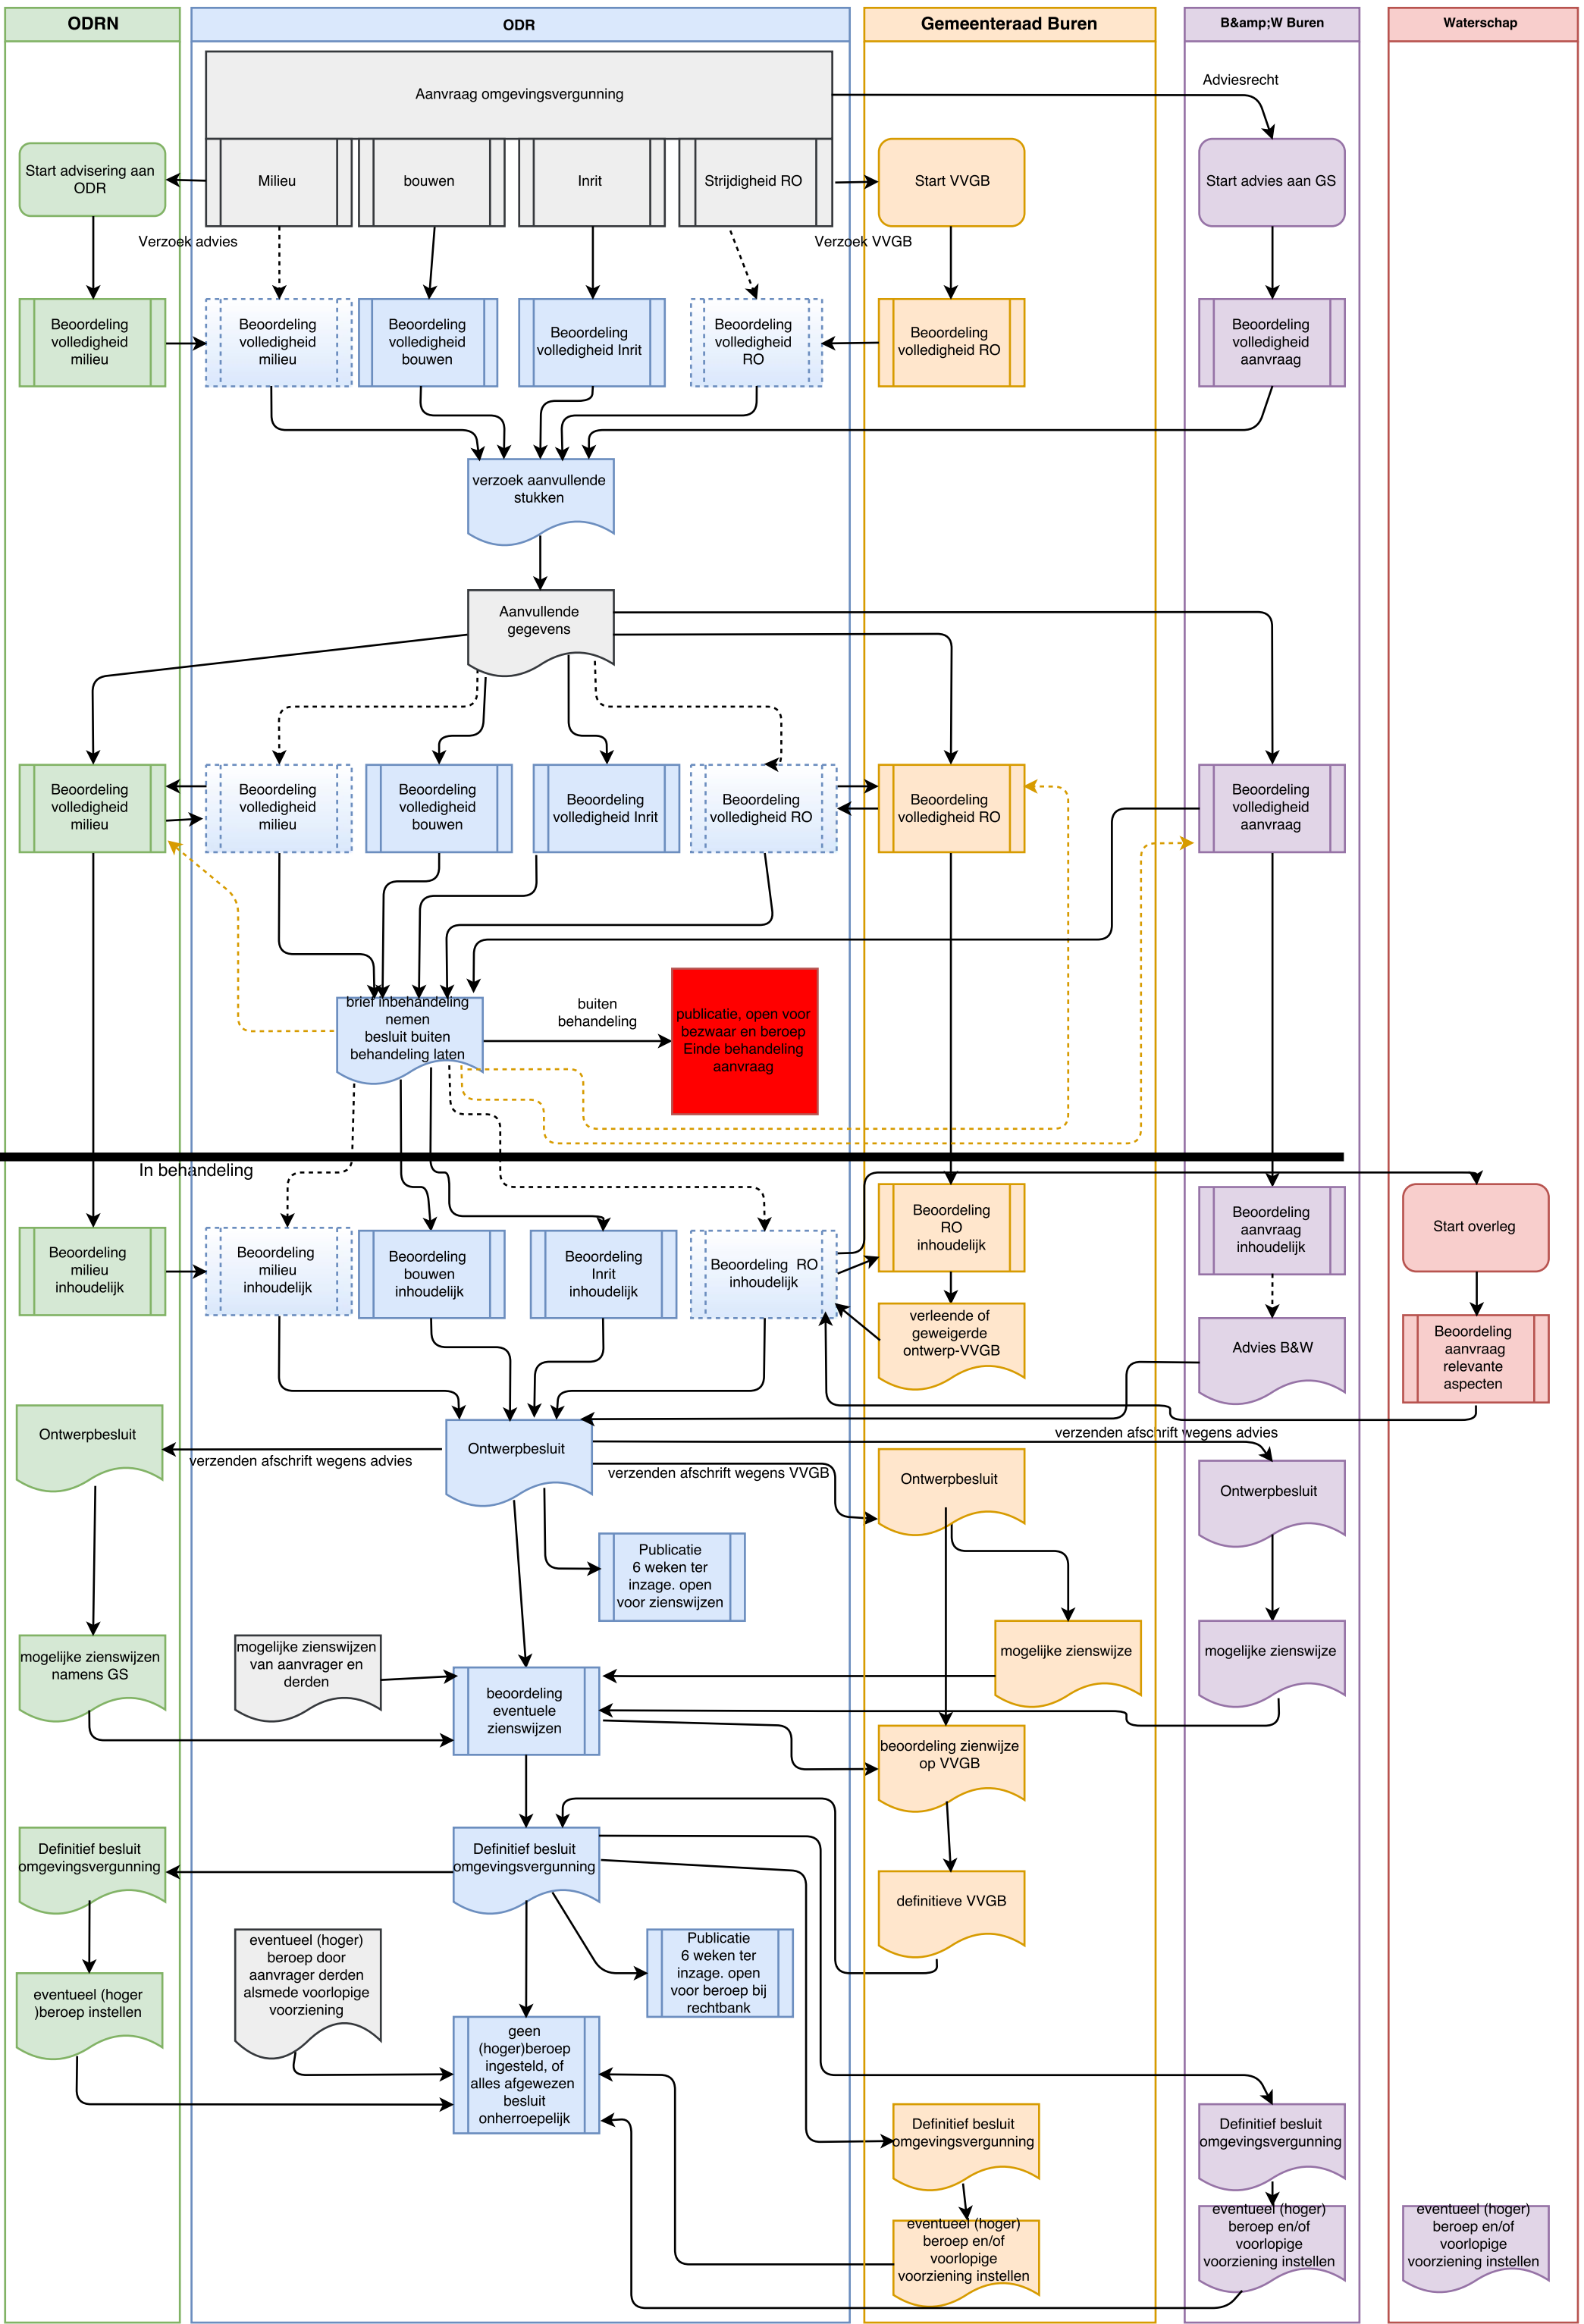 ODRN
ODR
Gemeenteraad Buren
B&amp;W Buren
Waterschap
Aanvraag omgevingsvergunning
Adviesrecht
Start advisering aan
ODR
Milieu
bouwen
Inrit
Strijdigheid RO
Start VVGB
Start advies aan GS
Verzoek advies
Verzoek VVGB
Beoordeling
volledigheid
milieu
Beoordeling
volledigheid
milieu
Beoordeling
volledigheid
bouwen
Beoordeling
volledigheid Inrit
Beoordeling
volledigheid
RO
Beoordeling
volledigheid RO
Beoordeling
volledigheid
aanvraag
verzoek aanvullende
stukken
Aanvullende
gegevens
Beoordeling
volledigheid
milieu
Beoordeling
volledigheid
milieu
Beoordeling
volledigheid
bouwen
Beoordeling
volledigheid Inrit
Beoordeling
volledigheid RO
Beoordeling
volledigheid RO
Beoordeling
volledigheid
aanvraag
brief inbehandeling
nemen
besluit buiten
behandeling laten
buiten
behandeling
publicatie, open voor
bezwaar en beroep
Einde behandeling
aanvraag
In behandeling
Beoordeling
milieu
inhoudelijk
Beoordeling
milieu
inhoudelijk
Beoordeling
bouwen
inhoudelijk
Beoordeling
Inrit
inhoudelijk
Beoordeling  RO
inhoudelijk
Beoordeling
RO
inhoudelijk
Beoordeling
aanvraag
inhoudelijk
Start overleg
verleende of
geweigerde
ontwerp-VVGB
Advies B&W
Beoordeling
aanvraag
relevante
aspecten
Ontwerpbesluit
Ontwerpbesluit
verzenden afschrift wegens advies
verzenden afschrift wegens advies
verzenden afschrift wegens VVGB
Ontwerpbesluit
Ontwerpbesluit
Publicatie
6 weken ter
inzage. open
voor zienswijzen
mogelijke zienswijzen
namens GS
mogelijke zienswijzen
van aanvrager en
derden
beoordeling
eventuele
zienswijzen
mogelijke zienswijze
mogelijke zienswijze
beoordeling zienwijze
op VVGB
Definitief besluit
omgevingsvergunning
Definitief besluit
omgevingsvergunning
definitieve VVGB
eventueel (hoger
)beroep instellen
eventueel (hoger)
beroep door
aanvrager derden
alsmede voorlopige
voorziening
Publicatie
6 weken ter
inzage. open
voor beroep bij
rechtbank
geen
(hoger)beroep
ingesteld, of
alles afgewezen
besluit
onherroepelijk
Definitief besluit
omgevingsvergunning
Definitief besluit
omgevingsvergunning
eventueel (hoger)
beroep en/of
voorlopige
voorziening instellen
eventueel (hoger)
beroep en/of
voorlopige
voorziening instellen
eventueel (hoger)
beroep en/of
voorlopige
voorziening instellen